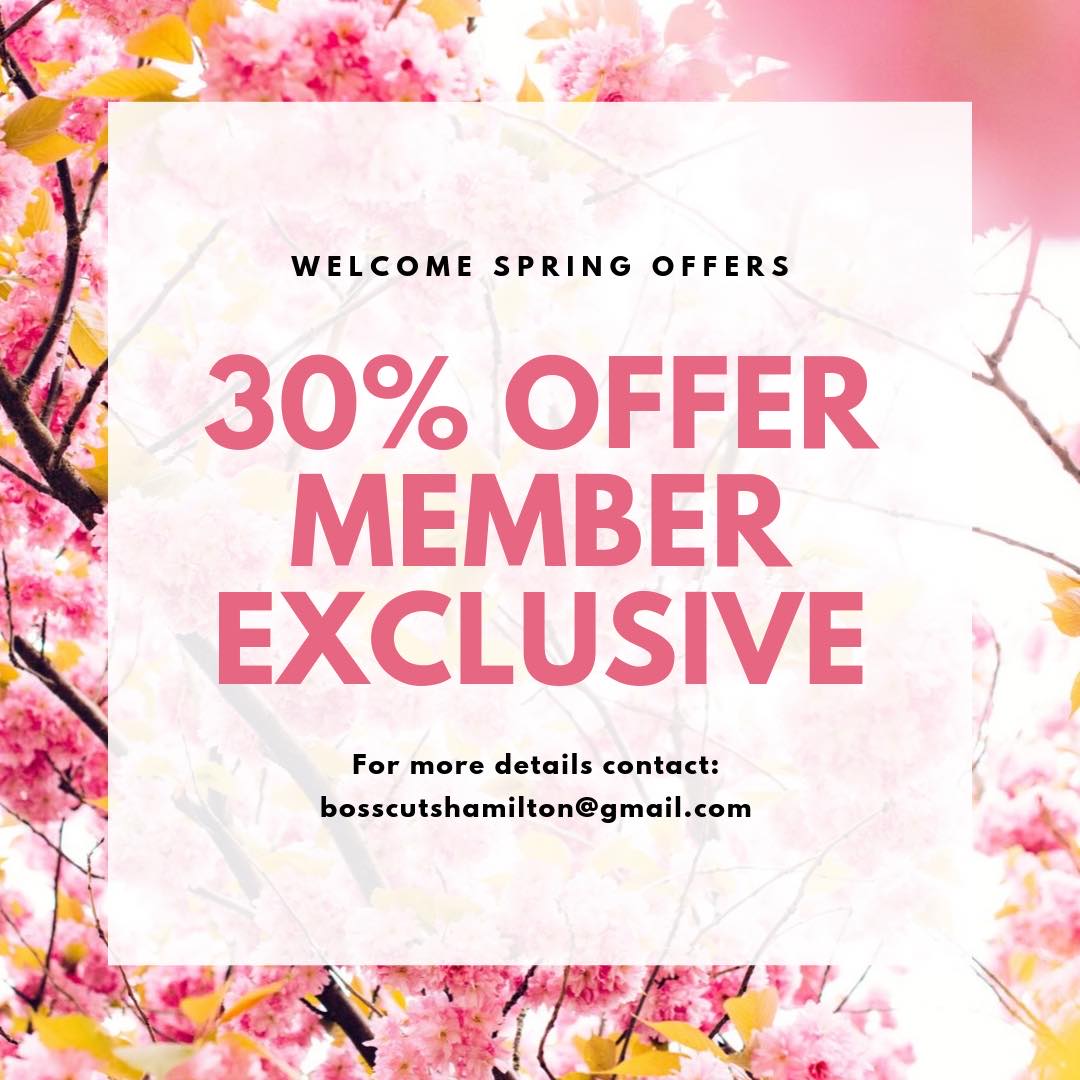 WELCOME SPRING OFFERS
30% OFFER
MEMBER
EXCLUSIVE
For more details contact:
bosscutshamilton@gmail.com